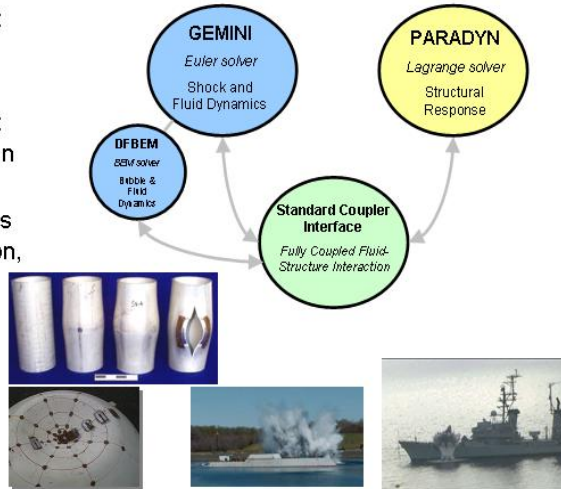 :
:
n
s
on,
GEMINI
Euler solver
Shock and
Fluid Dynamics
PARADYN
Lagrange solver
Structural
Response
DFBEM
BEM solver
Bubble &
Fluid
Dynamics
Standard Coupler
Interface
Fully Coupled Fluid-
Structure Interaction